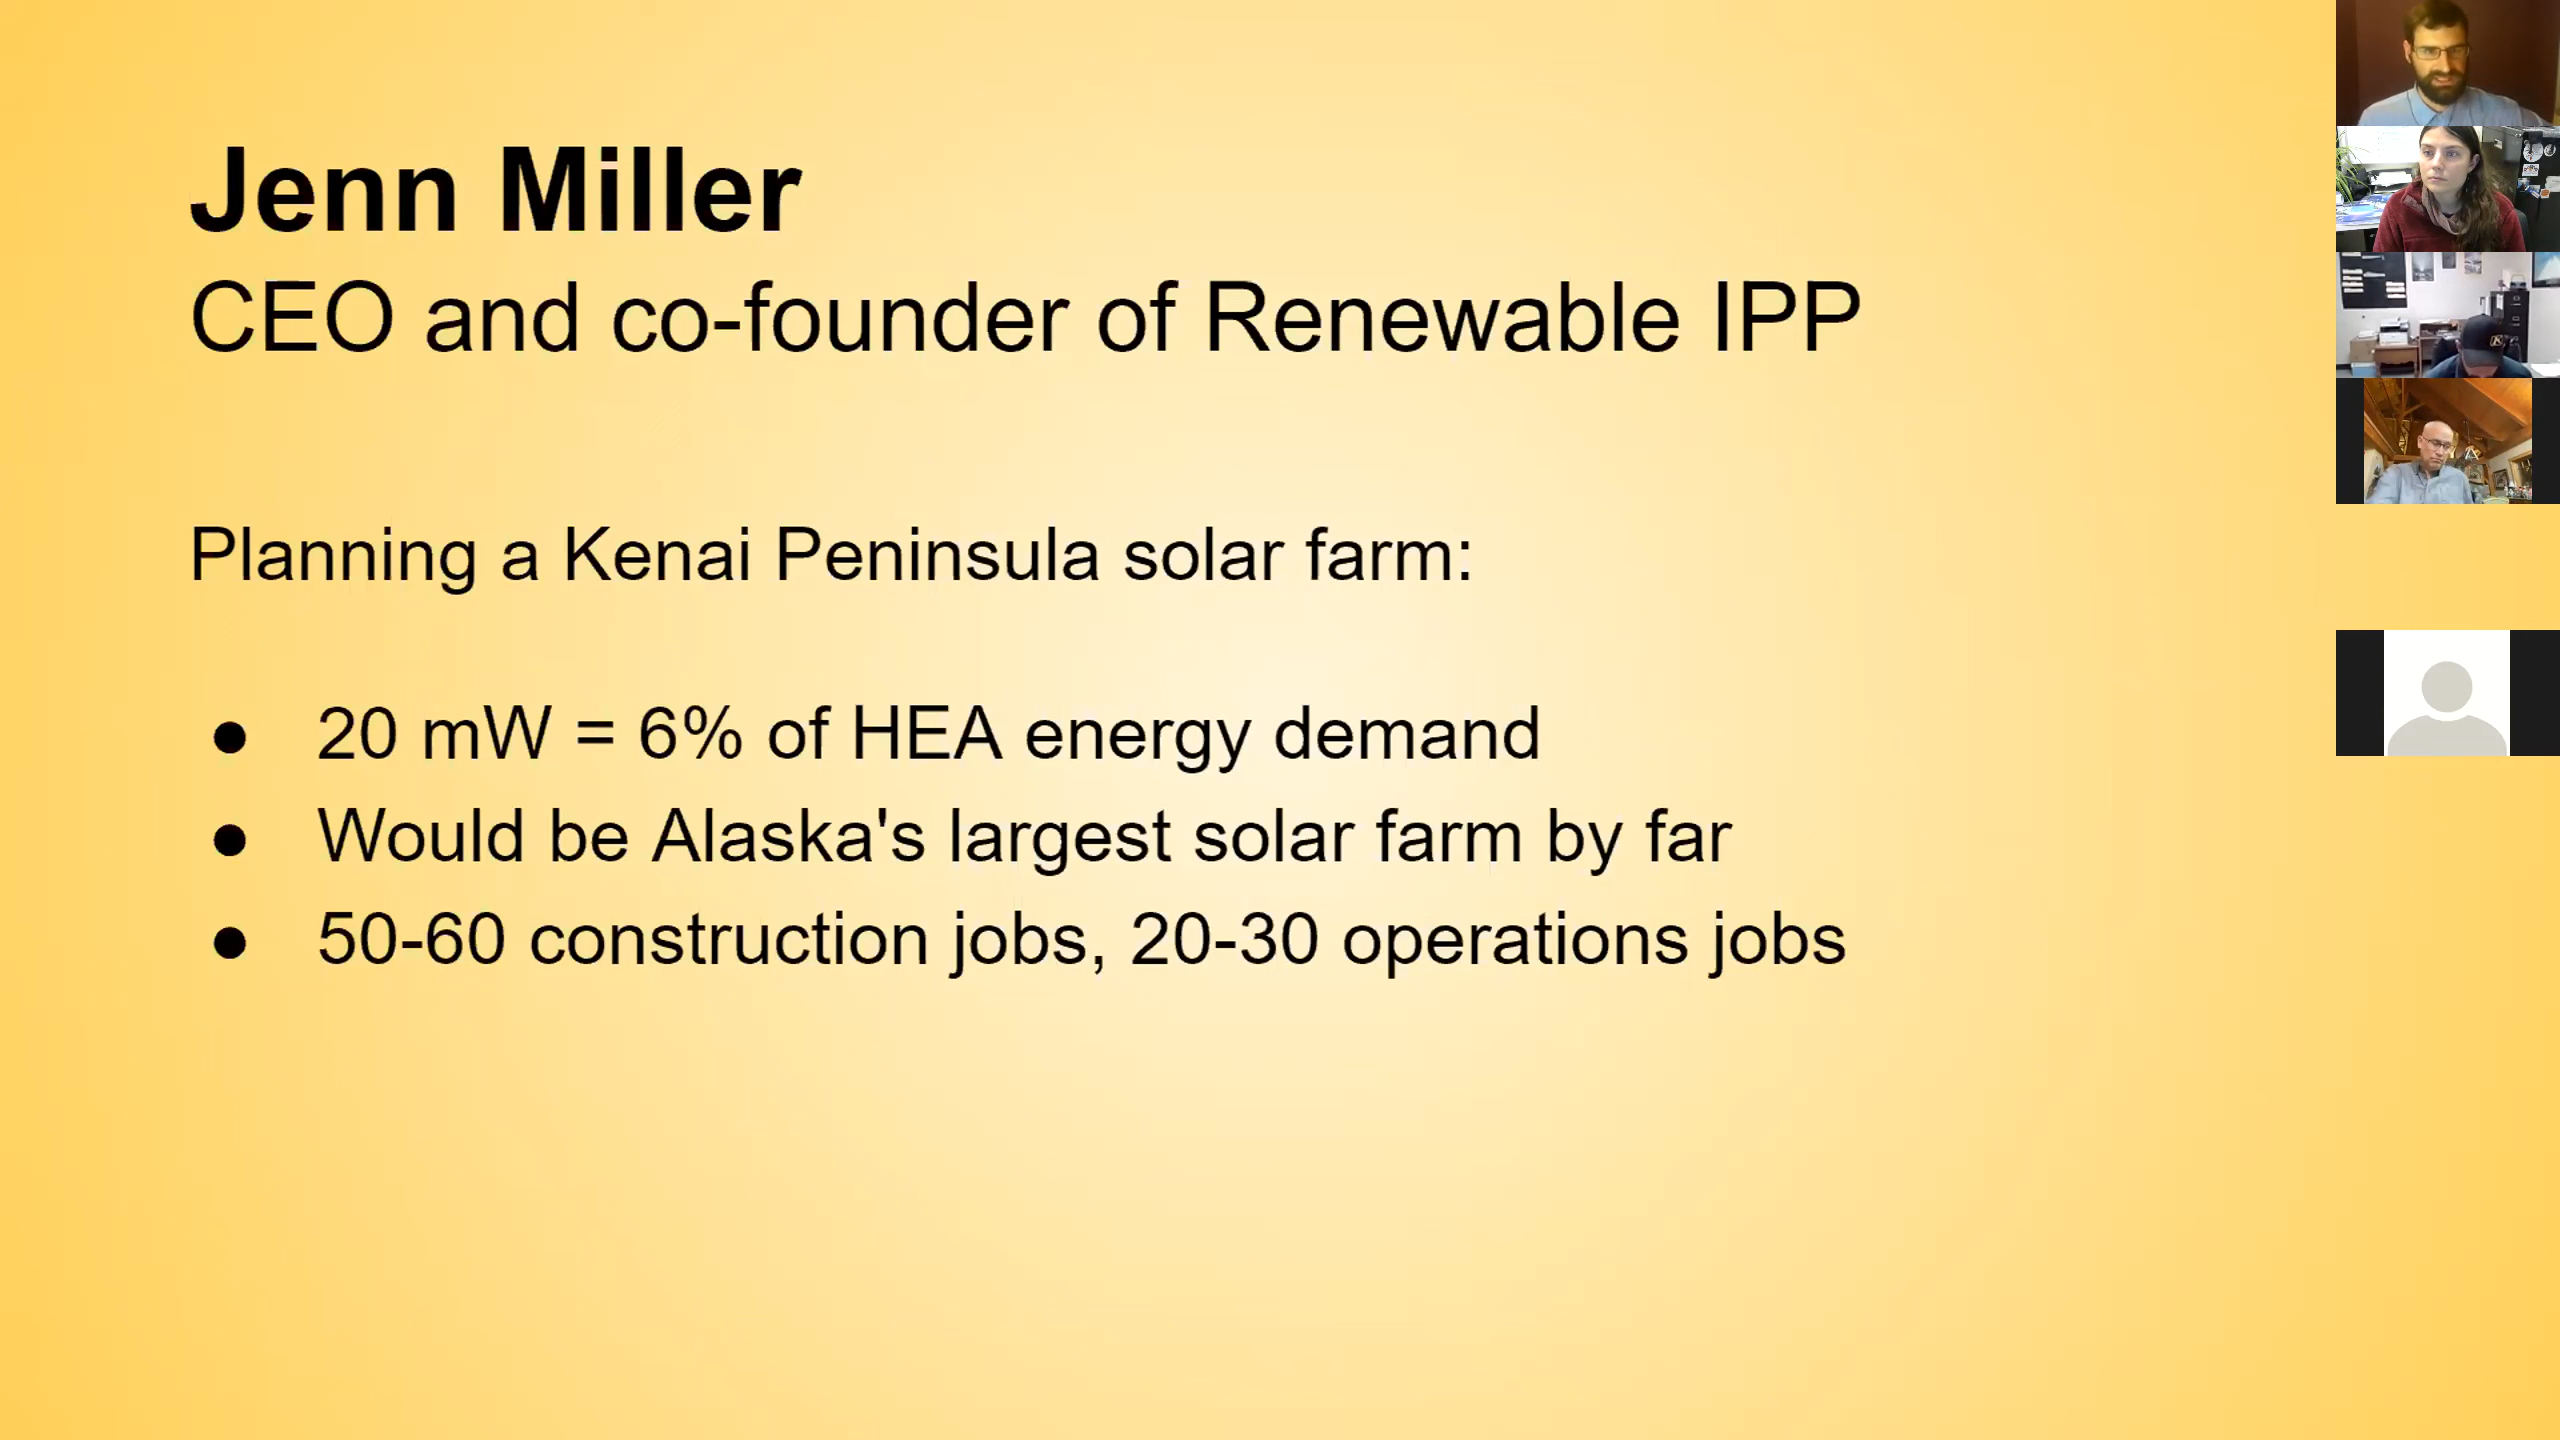 Jenn Miller
CEO and co-founder of Renewable IPP
Planning a Kenai Peninsula solar farm:
● 20 mW = 6% of HEA energy demand
● Would be Alaska's largest solar farm by far
● 50-60 construction jobs, 20-30 operations jobs